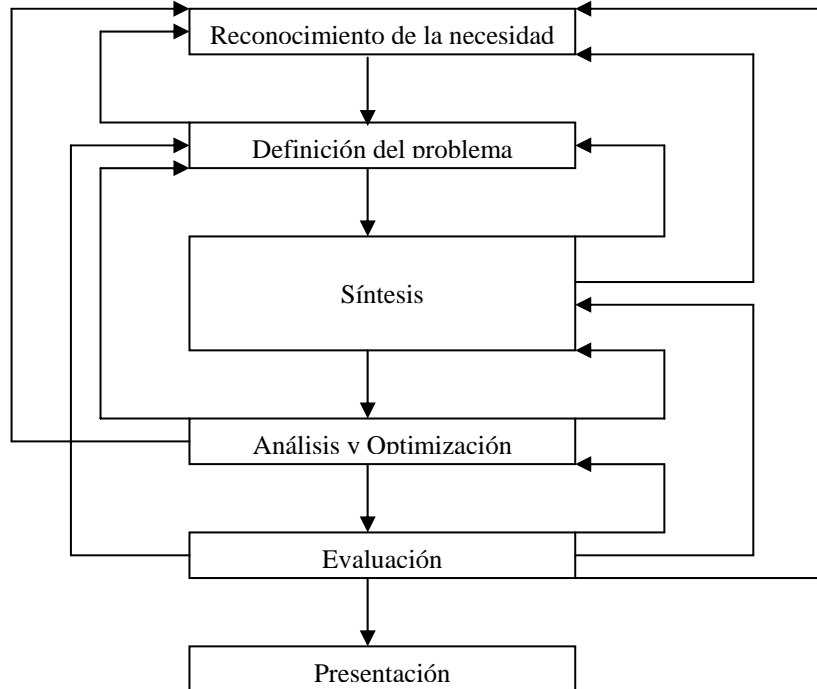 Reconocimiento de la necesidad
Definición del problema
Síntesis
Análisis y Optimización
Evaluación
Presentación